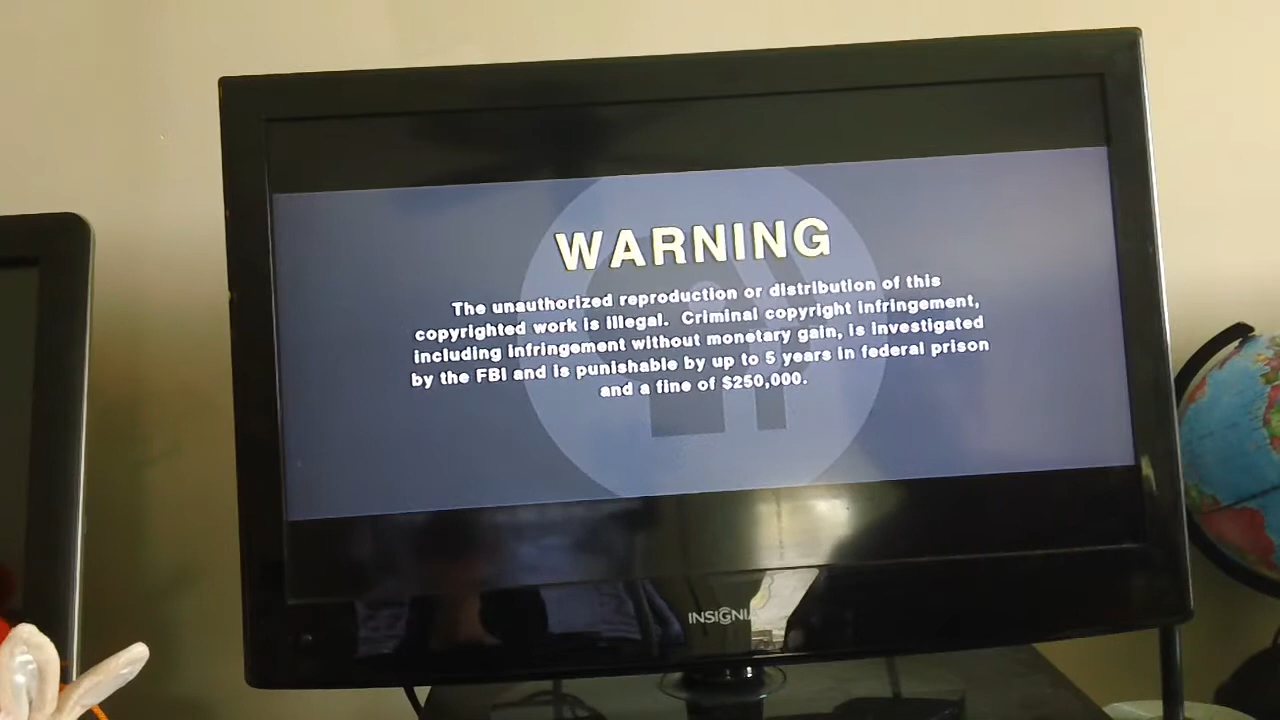 WARNING
The unauthorized reproduction or distribution of this
copyrighted work is illegal. Criminal copyright infringement,
including infringement without monetary gain, is investigated
by the FBI and is punishable by up to 5 years in federal prison
and a fine of $250,000.
INSIGNIA